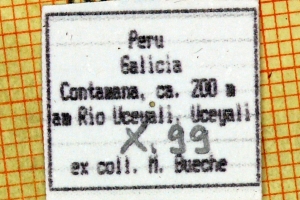 Peru
Galicia
Contamana, ca. 200 m
am Rio Uceyali, Uceyali
X. 99
ex coll. M. Bueche